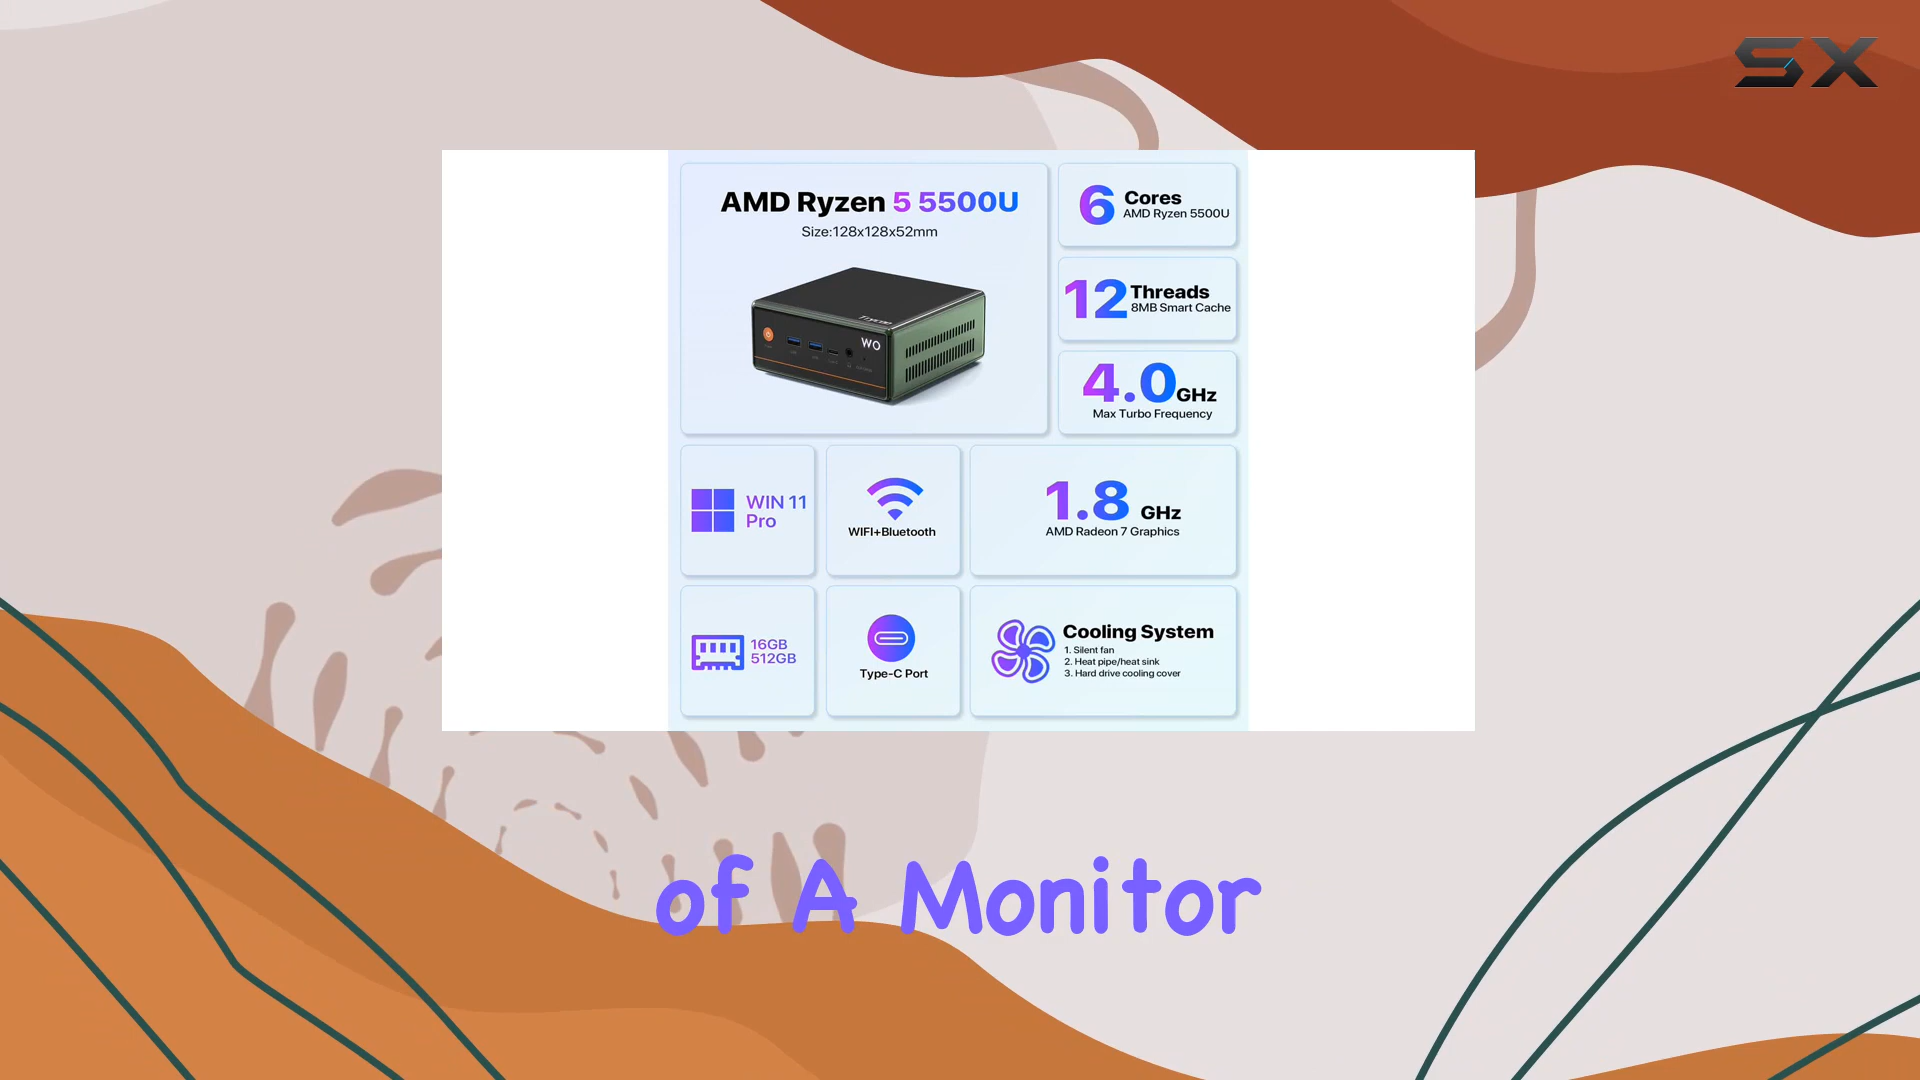 SX
AMD Ryzen 5 5500U
Size:128x128x52mm
WO
6 Cores
AMD Ryzen 5500U
12 Threads
8MB Smart Cache
4.0GHz
Max Turbo Frequency
WIN 11
Pro
WIFI+Bluetooth
1.8 GHz
AMD Radeon 7 Graphics
16GB
512GB
Type-C Port
Cooling System
1. Silent fan
2. Heat pipe/heat sink
3. Hard drive cooling cover
of A Monitor